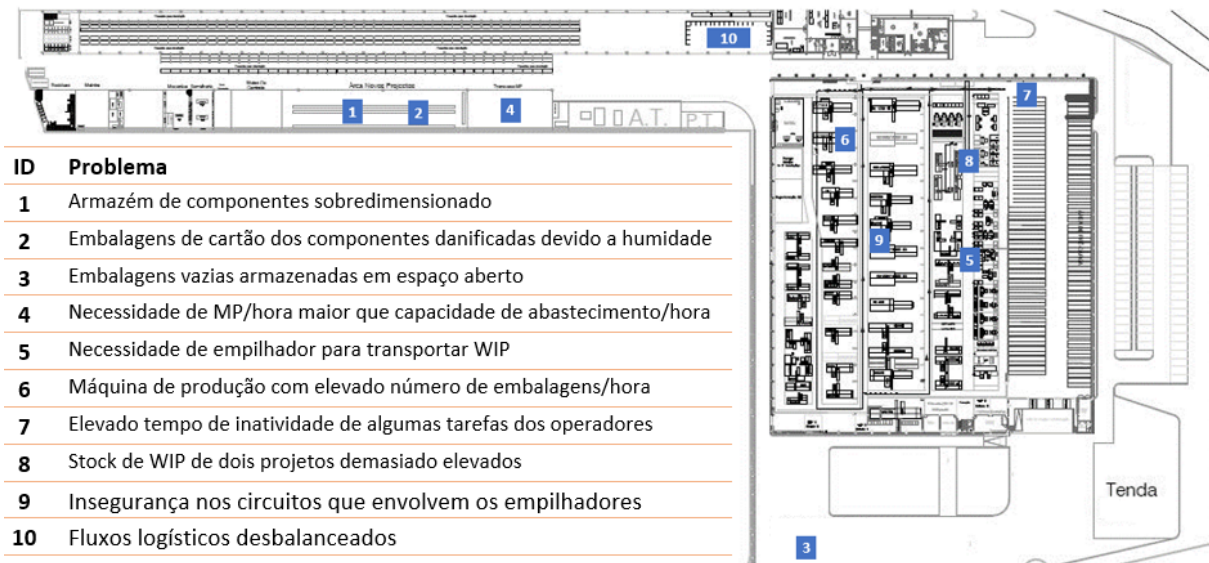 10
Área Novos Projetos
1
2
4
A.T.
P.T
7
6
8
9
5
ID Problema
1 Armazém de componentes sobredimensionado
2 Embalagens de cartão dos componentes danificadas devido a humidade
3 Embalagens vazias armazenadas em espaço aberto
4 Necessidade de MP/hora maior que capacidade de abastecimento/hora
5 Necessidade de empilhador para transportar WIP
6 Máquina de produção com elevado número de embalagens/hora
7 Elevado tempo de inatividade de algumas tarefas dos operadores
8 Stock de WIP de dois projetos demasiado elevados
9 Insegurança nos circuitos que envolvem os empilhadores
10 Fluxos logísticos desbalanceados
Tenda
3